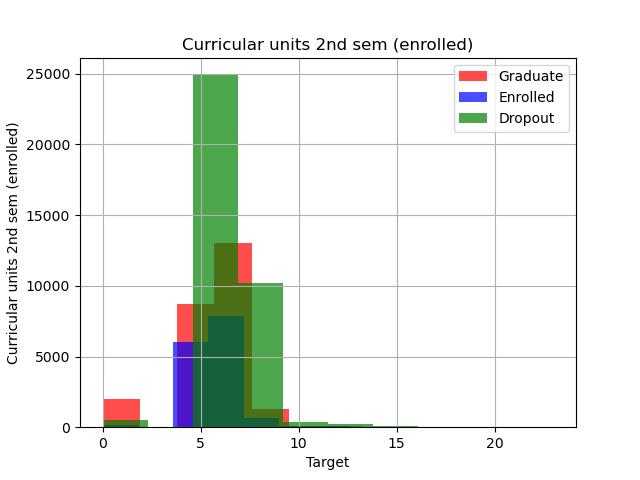 Curricular units 2nd sem (enrolled)
Graduate
Enrolled
Dropout
Curricular units 2nd sem (enrolled)
25000
20000
15000
10000
5000
0
0 5 10 15 20
Target